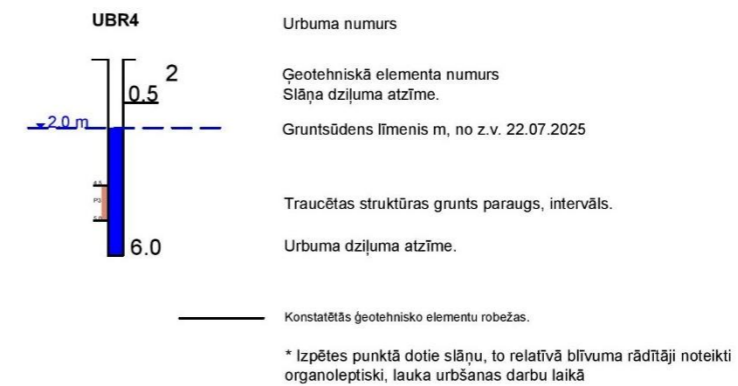 UBR4
Urbuma numurs
2
Ģeotehniskā elementa numurs
0.5
Slāņa dziļuma atzīme.
2.0 m
Gruntsūdens līmenis m, no z.v. 22.07.2025
Traucētas struktūras grunts paraugs, intervāls.
6.0
Urbuma dziļuma atzīme.
Konstatētās ģeotehnisko elementu robežas.
* Izpētes punktā dotie slāņu, to relatīvā blīvuma rādītāji noteikti
organoleptiski, lauka urbšanas darbu laikā